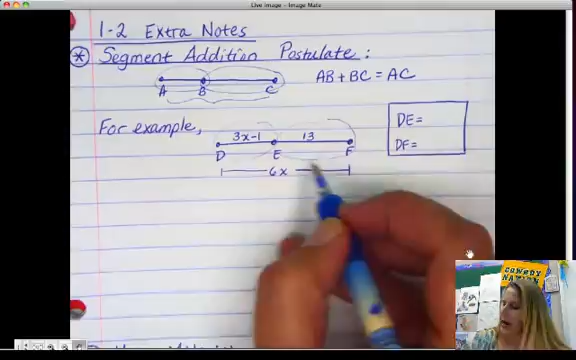 Live Image - Image Mate
1-2 Extra Notes
* Segment Addition Postulate:
A B C
AB + BC = AC
For example,
3x-1 13
D E F
6x
DE =
DF =
COWBOY
NATION